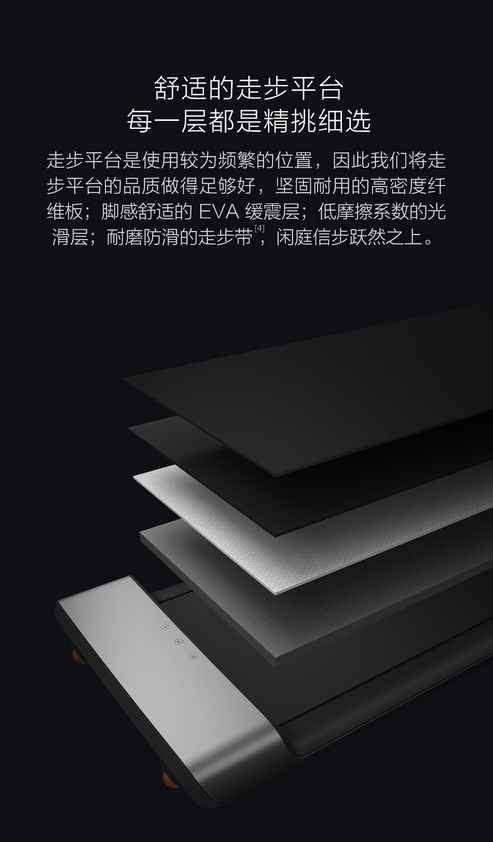 舒适的走步平台
每一层都是精挑细选
走步平台是使用较为频繁的位置，因此我们将走
步平台的品质做得足够好，坚固耐用的高密度纤
维板；脚感舒适的 EVA 缓震层；低摩擦系数的光
滑层；耐磨防滑的走步带[4]，闲庭信步跃然之上。